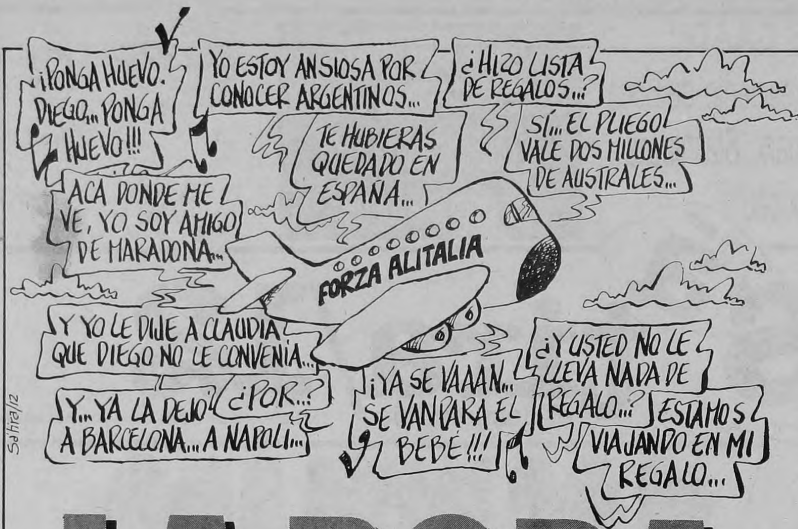 ¡PONGA HUEVO.
DIEGO... PONGA
HUEVO!!!
YO ESTOY ANSIOSA POR
CONOCER ARGENTINOS...
¿HIZO LISTA
DE REGALOS...?
TE HUBIERAS
QUEDADO EN
ESPAÑA...
SÍ... EL PLIEGO
VALE DOS MILLONES
DE AUSTRALES...
ACA DONDE ME
VE, YO SOY AMIGO
DE MARADONA...
FORZA ALITALIA
Y YO LE DIJE A CLAUDIA
QUE DIEGO NO LE CONVENIA...
¿POR..?
Y... YA LA DEJÓ
A BARCELONA... A NAPOLI...
¡YA SE VAAAN...
SE VAN PARA EL
BEBÉ!!!
¿Y USTED NO LE
LLEVA NADA DE
REGALO...?
ESTAMOS
VIAJANDO EN MI
REGALO...
Satira/12